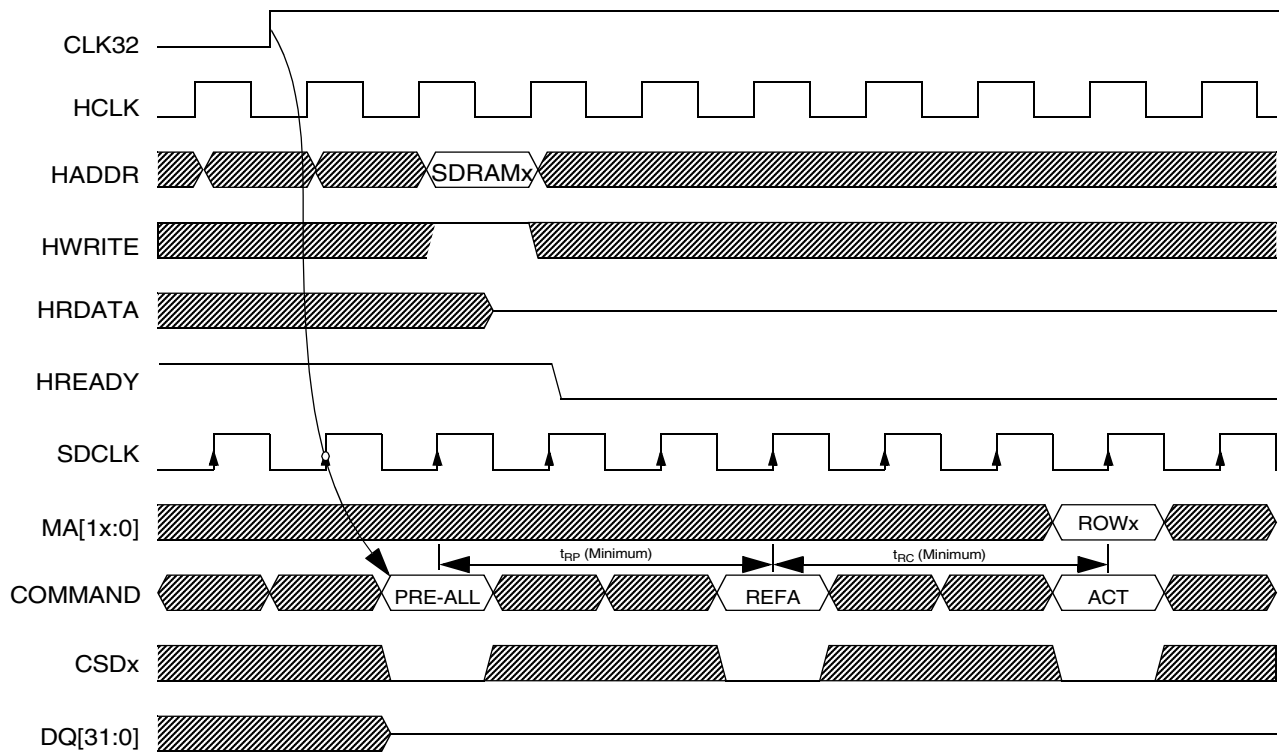 CLK32
HCLK
HADDR
SDRAMx
HWRITE
HRDATA
HREADY
SDCLK
MA[1x:0]
ROWx
tRP (Minimum)
tRC (Minimum)
COMMAND
PRE-ALL
REFA
ACT
CSDx
DQ[31:0]